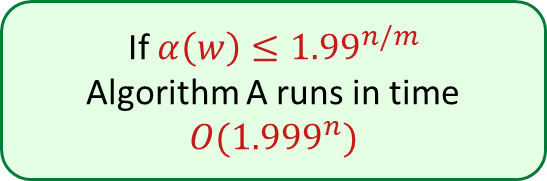 If α(w) ≤ 1.99^{n/m}
Algorithm A runs in time
O(1.999^n)